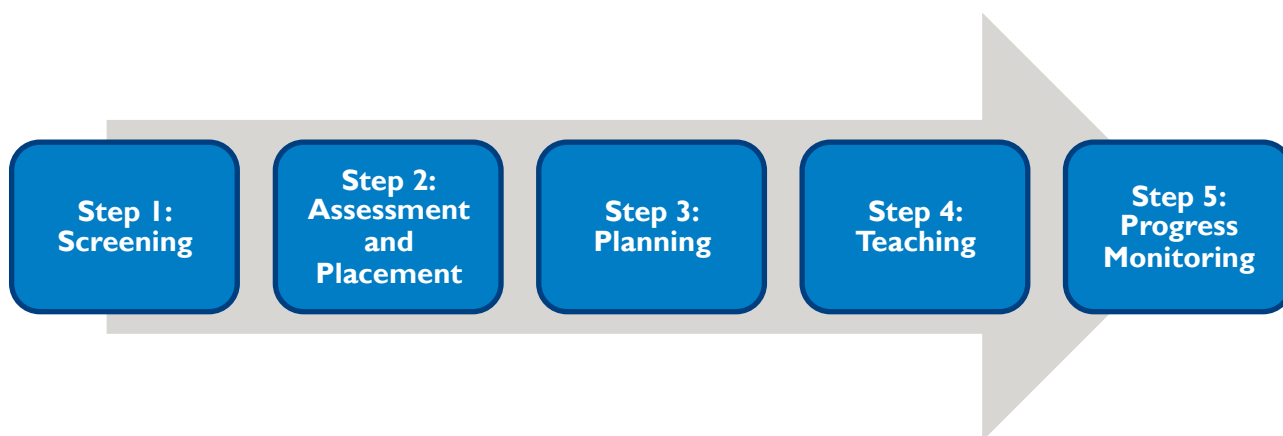 Step 1:
Screening
Step 2:
Assessment
and
Placement
Step 3:
Planning
Step 4:
Teaching
Step 5:
Progress
Monitoring